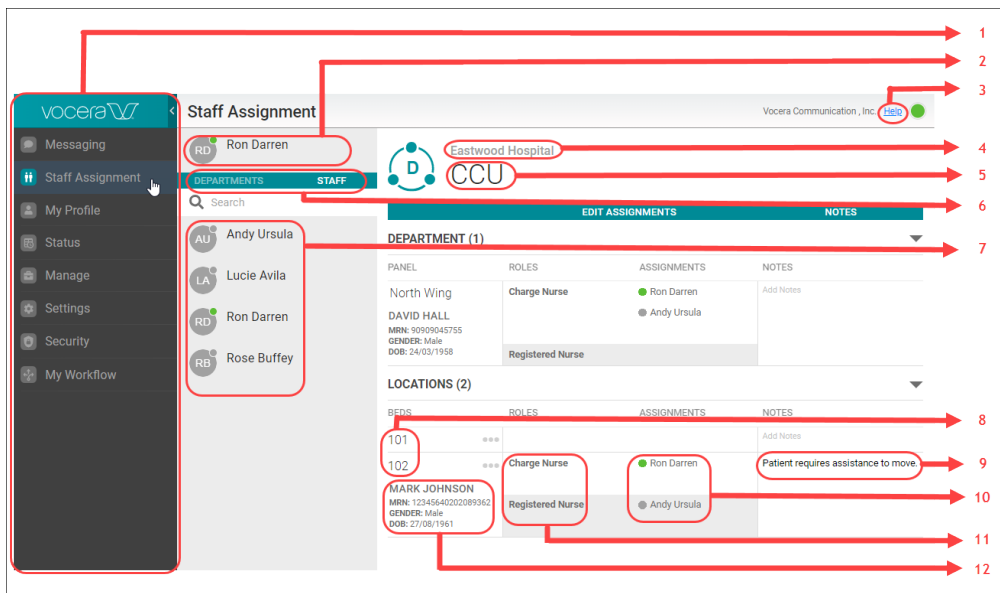 1
2
3
vocera
Staff Assignment
Vocera Communication , Inc.
Help
Messaging
Staff Assignment
My Profile
Status
Manage
Settings
Security
My Workflow
RD
Ron Darren
DEPARTMENTS STAFF
Search
AU Andy Ursula
LA Lucie Avila
RD Ron Darren
RB Rose Buffey
D
Eastwood Hospital
4
CCU
5
6
EDIT ASSIGNMENTS NOTES
DEPARTMENT (1)
7
PANEL ROLES ASSIGNMENTS NOTES
North Wing Charge Nurse Ron Darren Add Notes
DAVID HALL Andy Ursula
MRN: 90909045755
GENDER: Male
DOB: 24/03/1958 Registered Nurse
LOCATIONS (2)
BEDS ROLES ASSIGNMENTS NOTES
8
101 Add Notes
102 Charge Nurse Ron Darren Patient requires assistance to move.
9
MARK JOHNSON
MRN: 12345640202089362
GENDER: Male
DOB: 27/08/1961
Registered Nurse Andy Ursula
10
11
12